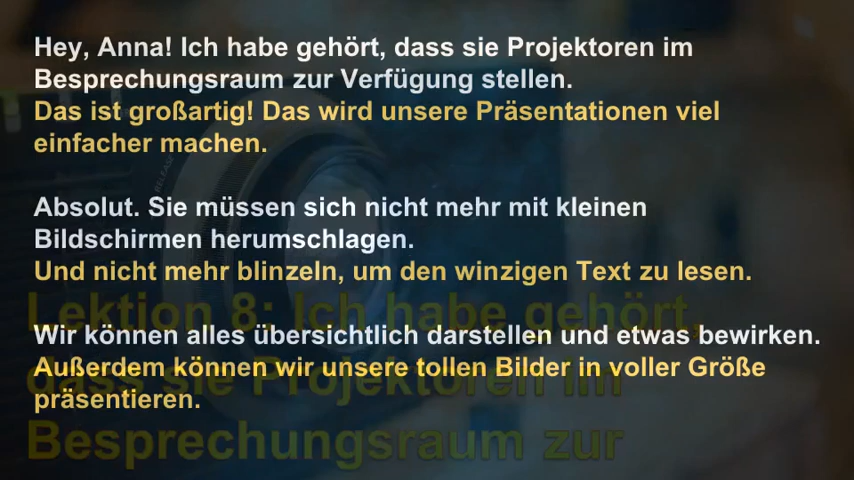 Hey, Anna! Ich habe gehört, dass sie Projektoren im
Besprechungsraum zur Verfügung stellen.
Das ist großartig! Das wird unsere Präsentationen viel
einfacher machen.
Absolut. Sie müssen sich nicht mehr mit kleinen
Bildschirmen herumschlagen.
Und nicht mehr blinzeln, um den winzigen Text zu lesen.
Wir können alles übersichtlich darstellen und etwas bewirken.
Außerdem können wir unsere tollen Bilder in voller Größe
präsentieren.
Lektion 8: Ich habe gehört,
dass sie Projektoren im
Besprechungsraum zur
RELEASE